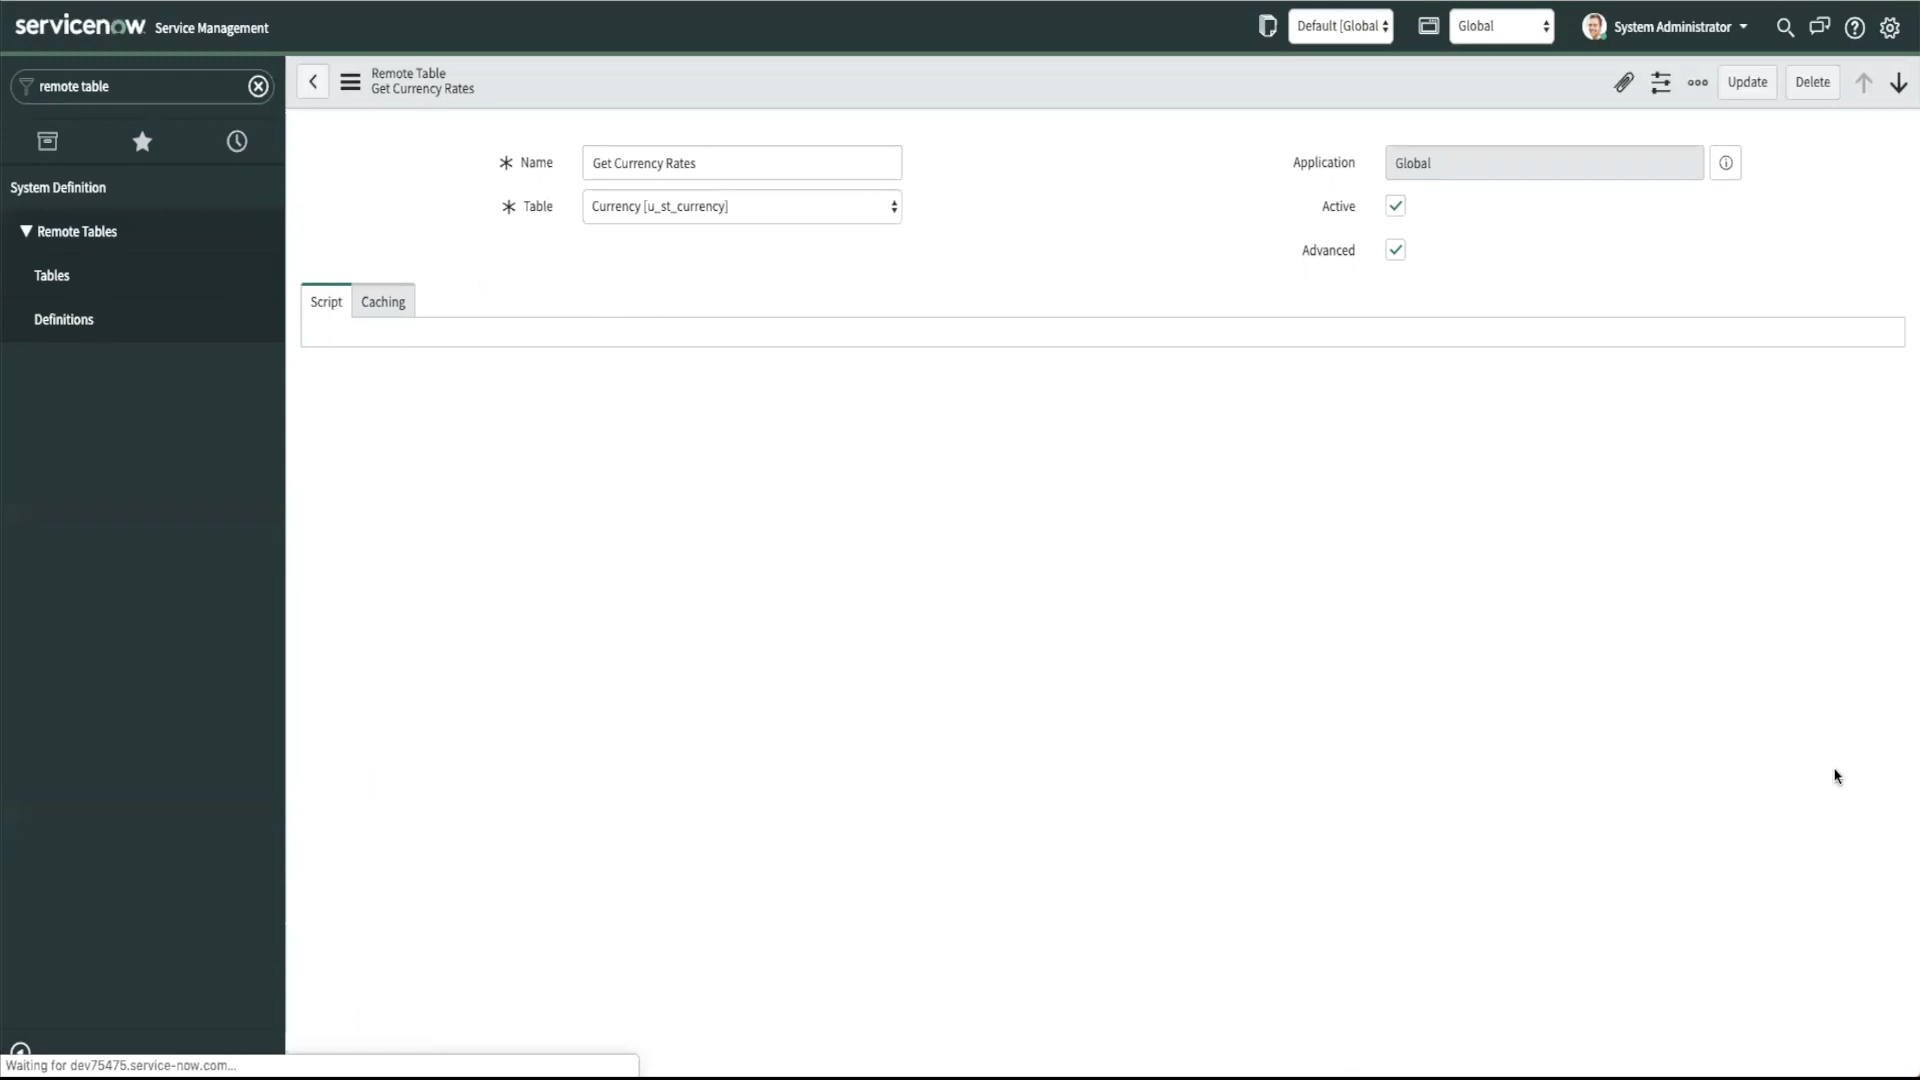 servicenow Service Management
Default [Global
Global
System Administrator
remote table
Remote Table
Get Currency Rates
Update
Delete
System Definition
Remote Tables
Tables
Definitions
Name
Get Currency Rates
Application
Global
Table
Currency [u_st_currency]
Active
Advanced
Script
Caching
Waiting for dev75475.service-now.com...